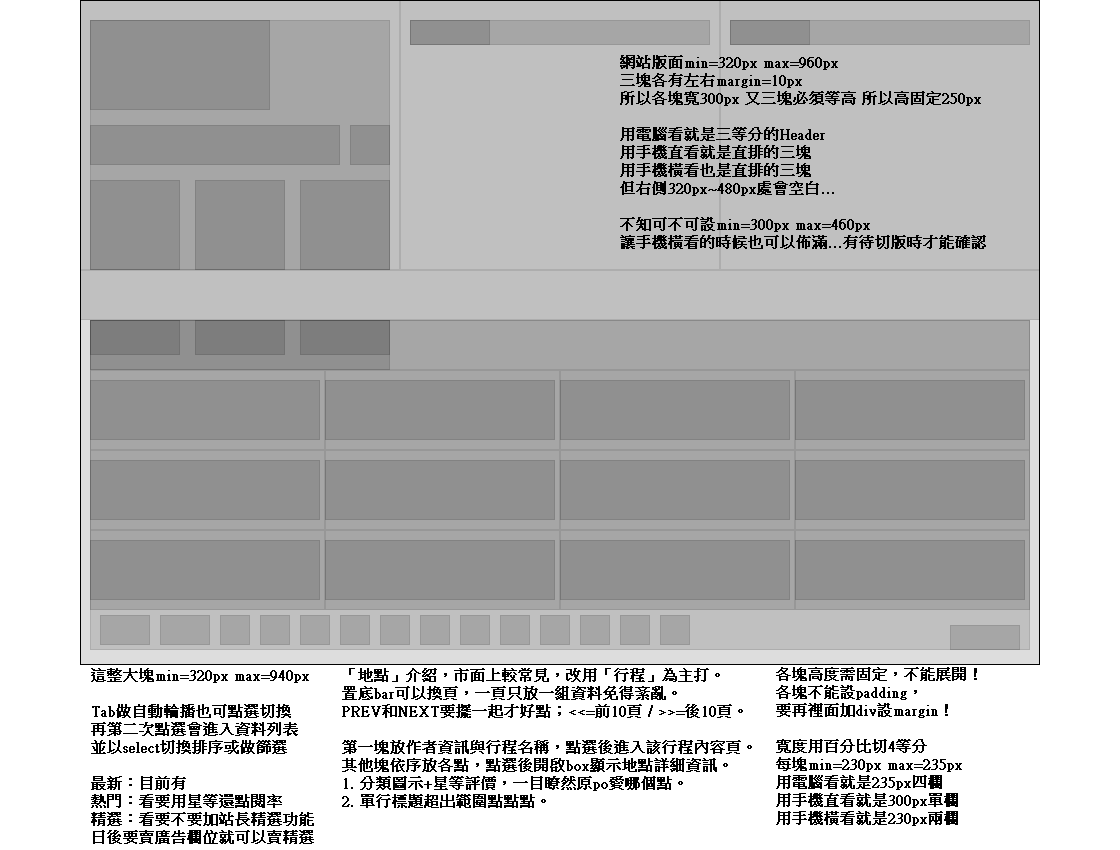 網站版面min=320px max=960px
三塊各有左右margin=10px
所以各塊寬300px 又三塊必須等高 所以高固定250px
用電腦看就是三等分的Header
用手機直看就是直排的三塊
用手機橫看也是直排的三塊
但右側320px~480px處會空白...
不知可不可設min=300px max=460px
讓手機橫看的時候也可以佈滿...有待切版時才能確認
這整大塊min=320px max=940px
Tab做自動輪播也可點選切換
再第二次點選會進入資料列表
並以select切換排序或做篩選
最新：目前有
熱門：看要用星等還點閱率
精選：看要不要加站長精選功能
日後要賣廣告欄位就可以賣精選
「地點」介紹，市面上較常見，改用「行程」為主打。
置底bar可以換頁，一頁只放一組資料免得紊亂。
PREV和NEXT要擺一起才好點；<<=前10頁 / >>=後10頁。
第一塊放作者資訊與行程名稱，點選後進入該行程內容頁。
其他塊依序放各點，點選後開啟box顯示地點詳細資訊。
1. 分類圖示+星等評價，一目瞭然原po愛哪個點。
2. 單行標題超出範圍點點點。
各塊高度需固定，不能展開！
各塊不能設padding，
要再裡面加div設margin！
寬度用百分比切4等分
每塊min=230px max=235px
用電腦看就是235px四欄
用手機直看就是300px單欄
用手機橫看就是230px兩欄